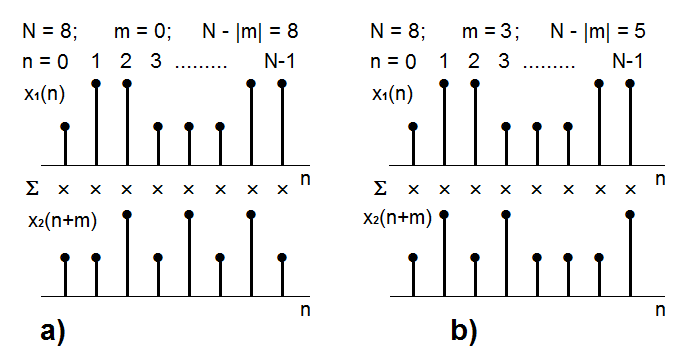 N = 8; m = 0; N - |m| = 8
n = 0 1 2 3 ......... N-1
x₁(n)
n
Σ × × × × × × × ×
x₂(n+m)
n
a)
N = 8; m = 3; N - |m| = 5
n = 0 1 2 3 ......... N-1
x₁(n)
n
Σ × × × × × × × ×
x₂(n+m)
n
b)